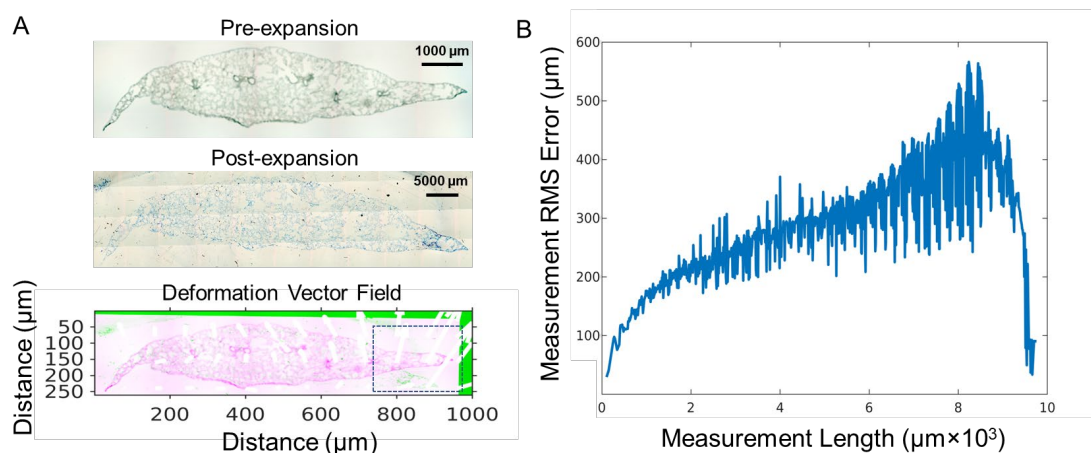 A
Pre-expansion
1000 µm
Post-expansion
5000 µm
Deformation Vector Field
Distance (µm)
50
100
150
200
250
200
400
600
800
1000
Distance (µm)
B
Measurement RMS Error (µm)
600
500
400
300
200
100
0
2
4
6
8
10
Measurement Length (µm×10³)